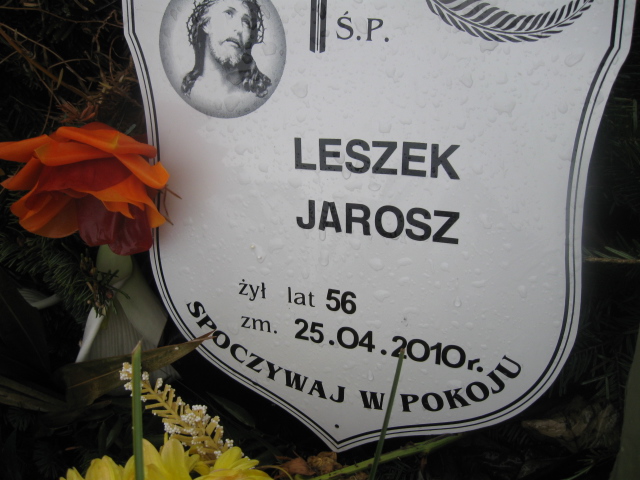 Ś.P.
LESZEK
JAROSZ
żył lat 56
zm. 25.04.2010r.
SPOCZYWAJ W POKOJU